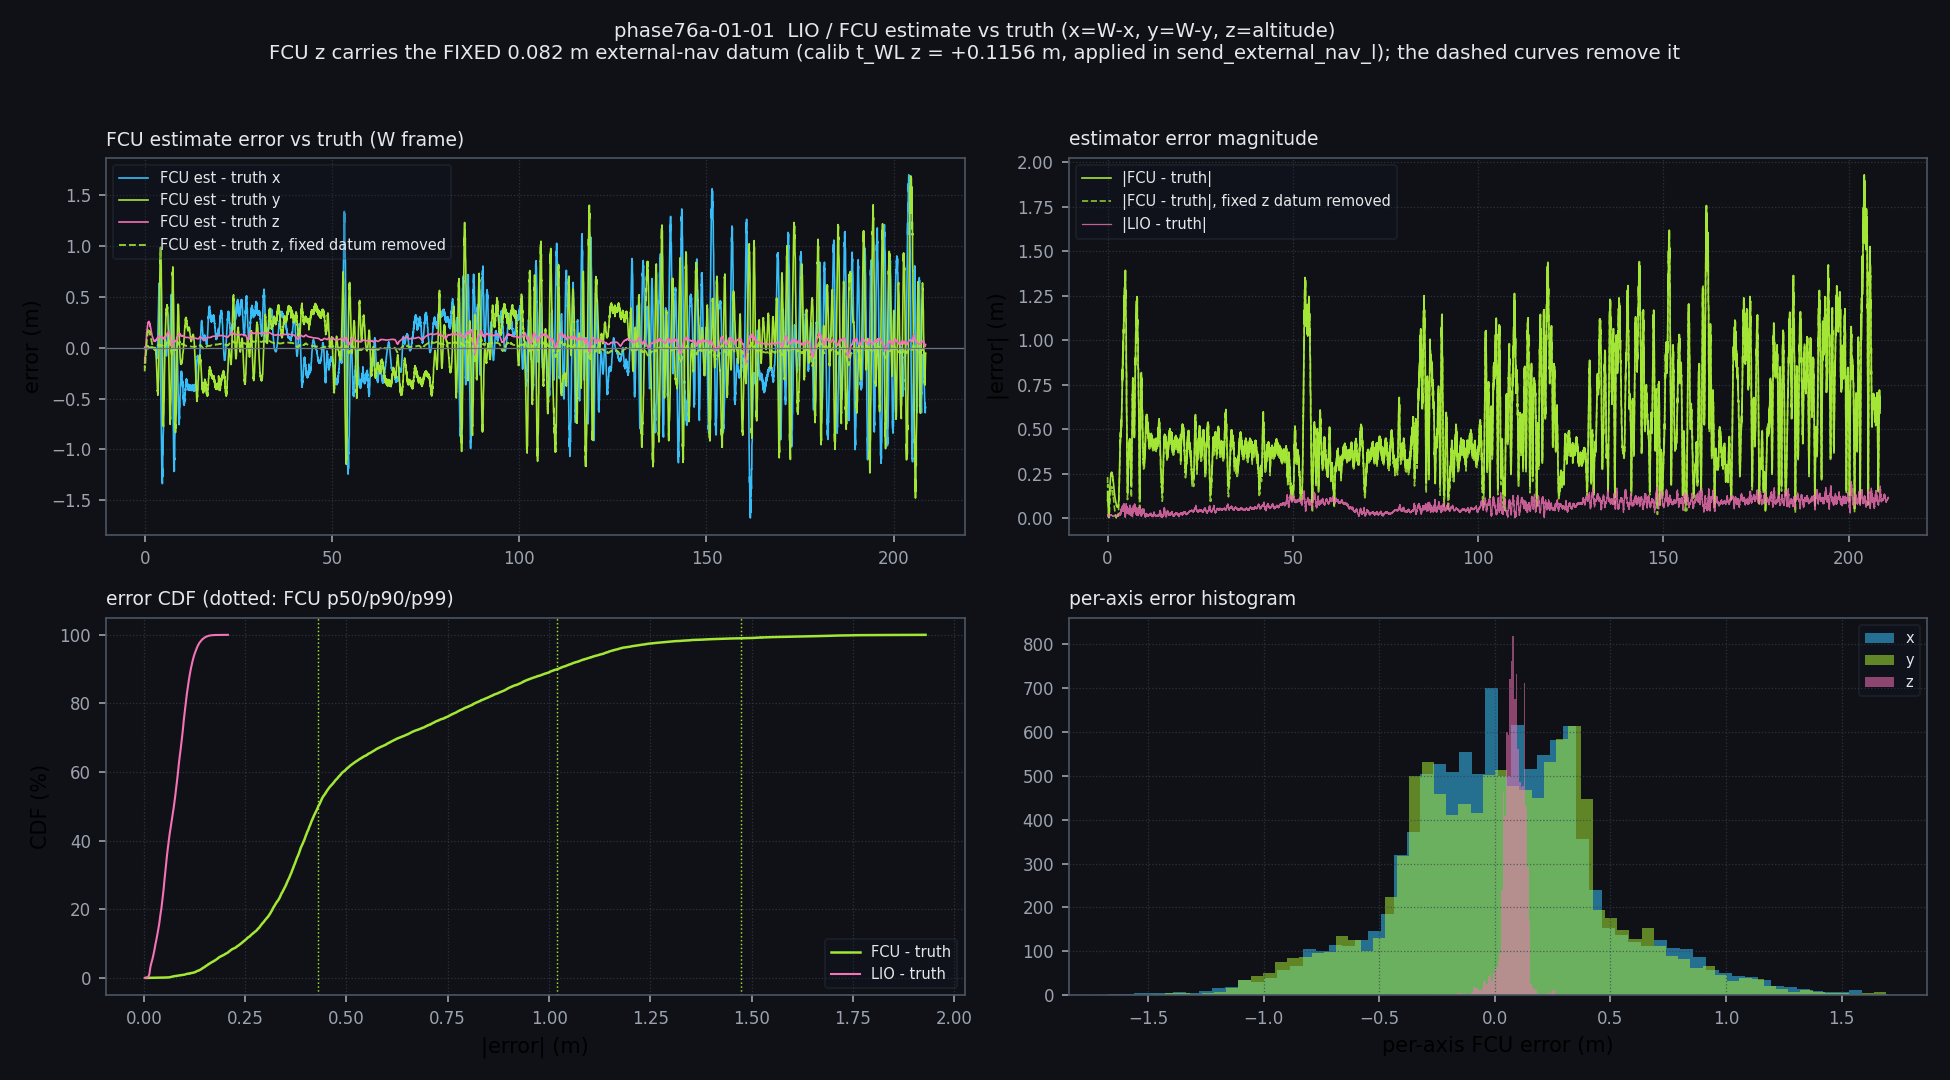 phase76a-01-01  LIO / FCU estimate vs truth (x=W-x, y=W-y, z=altitude)
FCU z carries the FIXED 0.082 m external-nav datum (calib t_WL z = +0.1156 m, applied in send_external_nav_l); the dashed curves remove it
FCU estimate error vs truth (W frame)
FCU est - truth x
FCU est - truth y
FCU est - truth z
FCU est - truth z, fixed datum removed
error (m)
1.5
1.0
0.5
0.0
−0.5
−1.0
−1.5
0 50 100 150 200
estimator error magnitude
|FCU - truth|
|FCU - truth|, fixed z datum removed
|LIO - truth|
|error| (m)
2.00
1.75
1.50
1.25
1.00
0.75
0.50
0.25
0.00
0 50 100 150 200
error CDF (dotted: FCU p50/p90/p99)
CDF (%)
100
80
60
40
20
0
FCU - truth
LIO - truth
0.00 0.25 0.50 0.75 1.00 1.25 1.50 1.75 2.00
|error| (m)
per-axis error histogram
x
y
z
800
700
600
500
400
300
200
100
0
−1.5 −1.0 −0.5 0.0 0.5 1.0 1.5
per-axis FCU error (m)